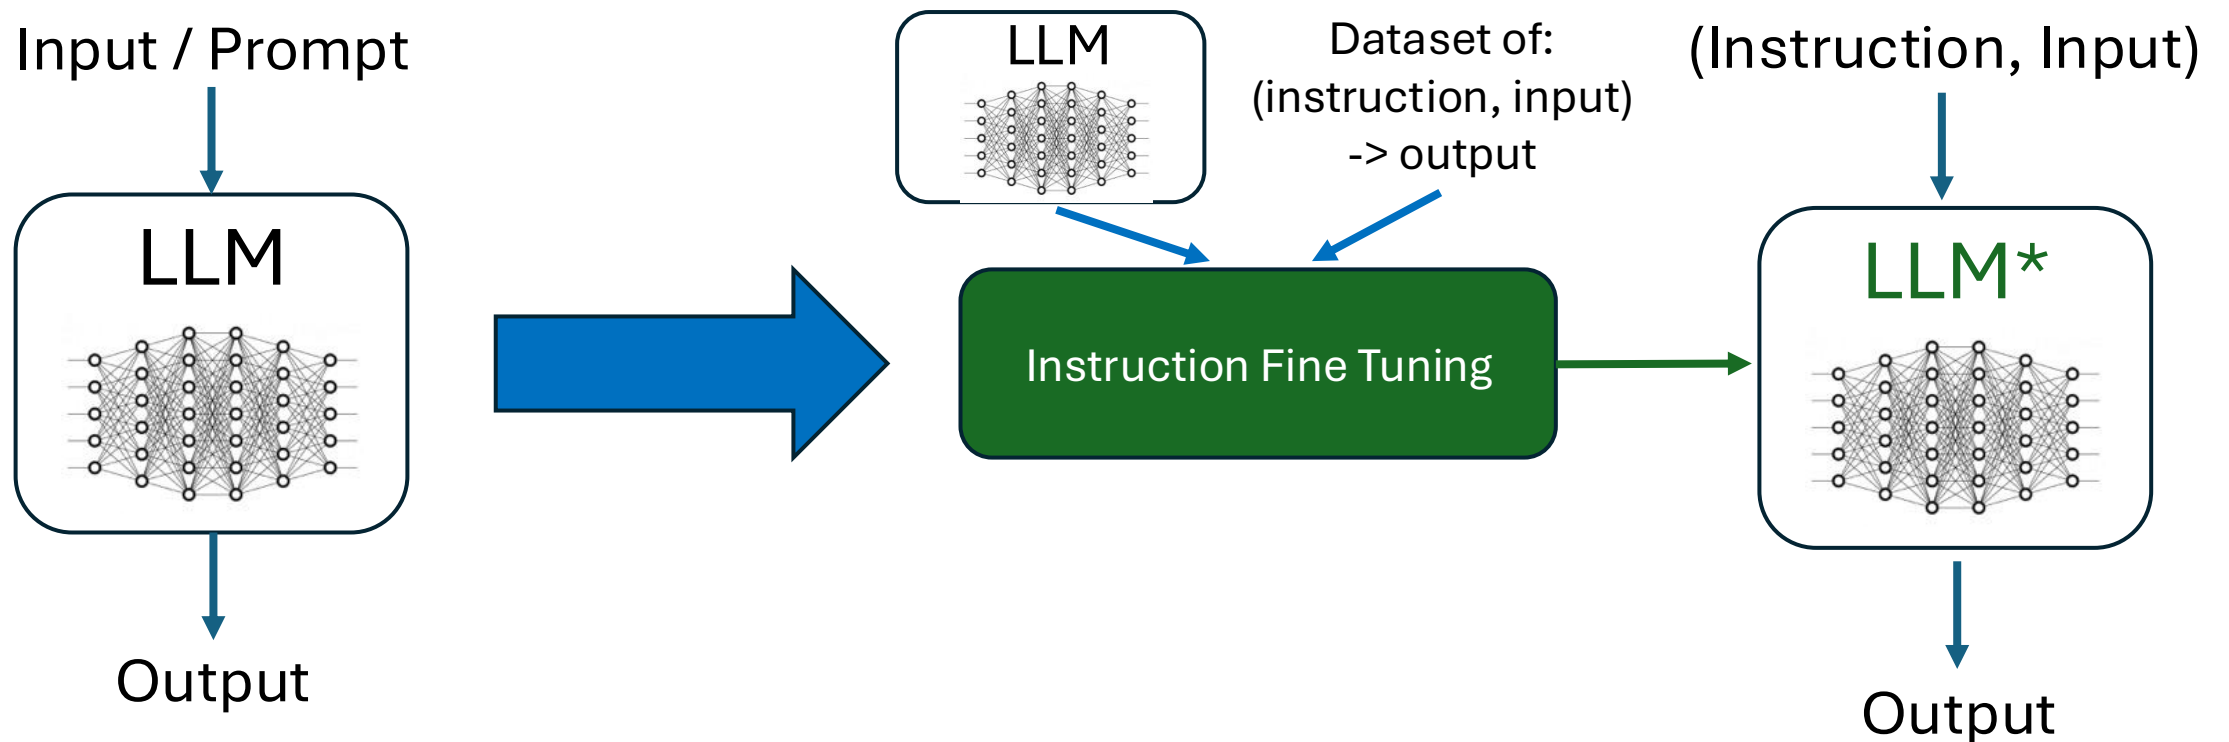 Input / Prompt
LLM
Output
LLM
Dataset of:
(instruction, input)
-> output
Instruction Fine Tuning
(Instruction, Input)
LLM*
Output